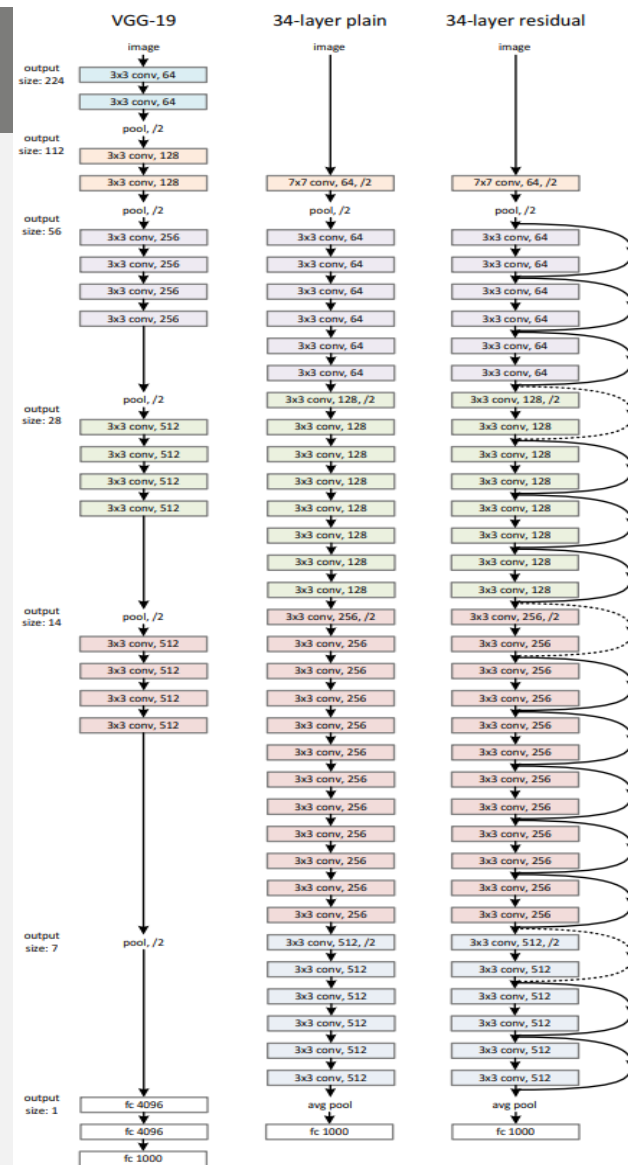 output
size: 224
output
size: 112
output
size: 56
output
size: 28
output
size: 14
output
size: 7
output
size: 1
VGG-19
image
3x3 conv, 64
3x3 conv, 64
pool, /2
3x3 conv, 128
3x3 conv, 128
pool, /2
3x3 conv, 256
3x3 conv, 256
3x3 conv, 256
3x3 conv, 256
pool, /2
3x3 conv, 512
3x3 conv, 512
3x3 conv, 512
3x3 conv, 512
pool, /2
3x3 conv, 512
3x3 conv, 512
3x3 conv, 512
3x3 conv, 512
pool, /2
fc 4096
fc 4096
fc 1000
34-layer plain
image
7x7 conv, 64, /2
pool, /2
3x3 conv, 64
3x3 conv, 64
3x3 conv, 64
3x3 conv, 64
3x3 conv, 64
3x3 conv, 64
3x3 conv, 128, /2
3x3 conv, 128
3x3 conv, 128
3x3 conv, 128
3x3 conv, 128
3x3 conv, 128
3x3 conv, 128
3x3 conv, 128
3x3 conv, 256, /2
3x3 conv, 256
3x3 conv, 256
3x3 conv, 256
3x3 conv, 256
3x3 conv, 256
3x3 conv, 256
3x3 conv, 256
3x3 conv, 256
3x3 conv, 256
3x3 conv, 256
3x3 conv, 256
3x3 conv, 512, /2
3x3 conv, 512
3x3 conv, 512
3x3 conv, 512
3x3 conv, 512
3x3 conv, 512
avg pool
fc 1000
34-layer residual
image
7x7 conv, 64, /2
pool, /2
3x3 conv, 64
3x3 conv, 64
3x3 conv, 64
3x3 conv, 64
3x3 conv, 64
3x3 conv, 64
3x3 conv, 128, /2
3x3 conv, 128
3x3 conv, 128
3x3 conv, 128
3x3 conv, 128
3x3 conv, 128
3x3 conv, 128
3x3 conv, 128
3x3 conv, 256, /2
3x3 conv, 256
3x3 conv, 256
3x3 conv, 256
3x3 conv, 256
3x3 conv, 256
3x3 conv, 256
3x3 conv, 256
3x3 conv, 256
3x3 conv, 256
3x3 conv, 256
3x3 conv, 256
3x3 conv, 512, /2
3x3 conv, 512
3x3 conv, 512
3x3 conv, 512
3x3 conv, 512
3x3 conv, 512
avg pool
fc 1000